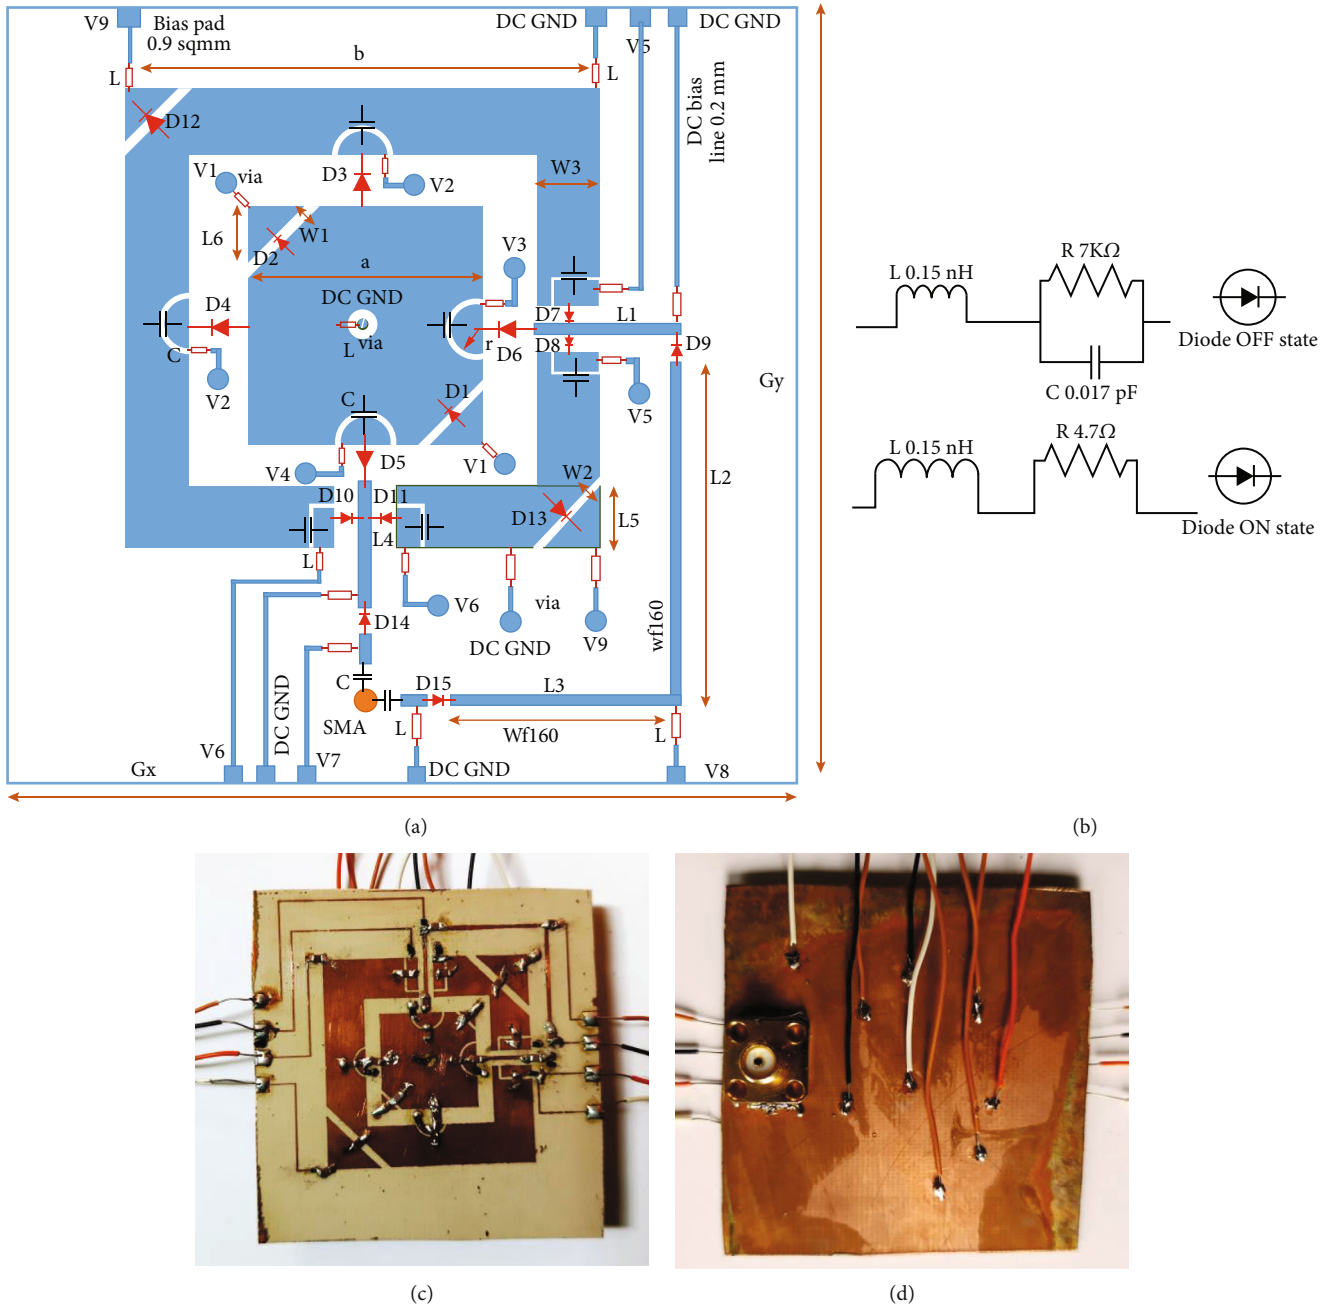 V9
Bias pad
0.9 sqmm
DC GND
V5
DC GND
b
L
L
DC bias
line 0.2 mm
D12
D3
V2
V1
via
W3
L6
W1
D2
a
V3
DC GND
L
via
D4
C
V2
r
D6
D7
D8
L1
D9
V5
Gy
C
D1
V4
D5
V1
W2
L2
D10
D11
D13
L5
L4
L
V6
via
D14
DC GND
V9
wf160
C
D15
L3
SMA
L
Wf160
L
DC GND
V6
V7
Gx
DC GND
V8
R 7KΩ
L 0.15 nH
Diode OFF state
C 0.017 pF
R 4.7Ω
L 0.15 nH
Diode ON state
(a)
(b)
(c)
(d)